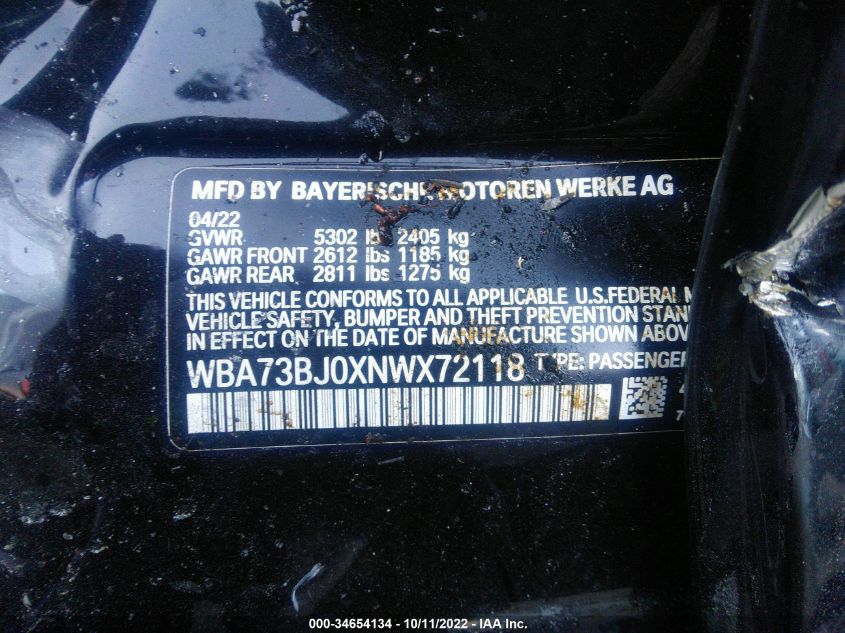 MFD BY BAYERISCHE MOTOREN WERKE AG
04/22
GVWR 5302 lbs 2405 kg
GAWR FRONT 2612 lbs 1185 kg
GAWR REAR 2811 lbs 1275 kg
THIS VEHICLE CONFORMS TO ALL APPLICABLE U.S.FEDERAL M
VEHICLE SAFETY, BUMPER AND THEFT PREVENTION STAN
IN EFFECT ON THE DATE OF MANUFACTURE SHOWN ABOV
WBA73BJ0XNWX72118 TYPE: PASSENGER
000-34654134 - 10/11/2022 - IAA Inc.